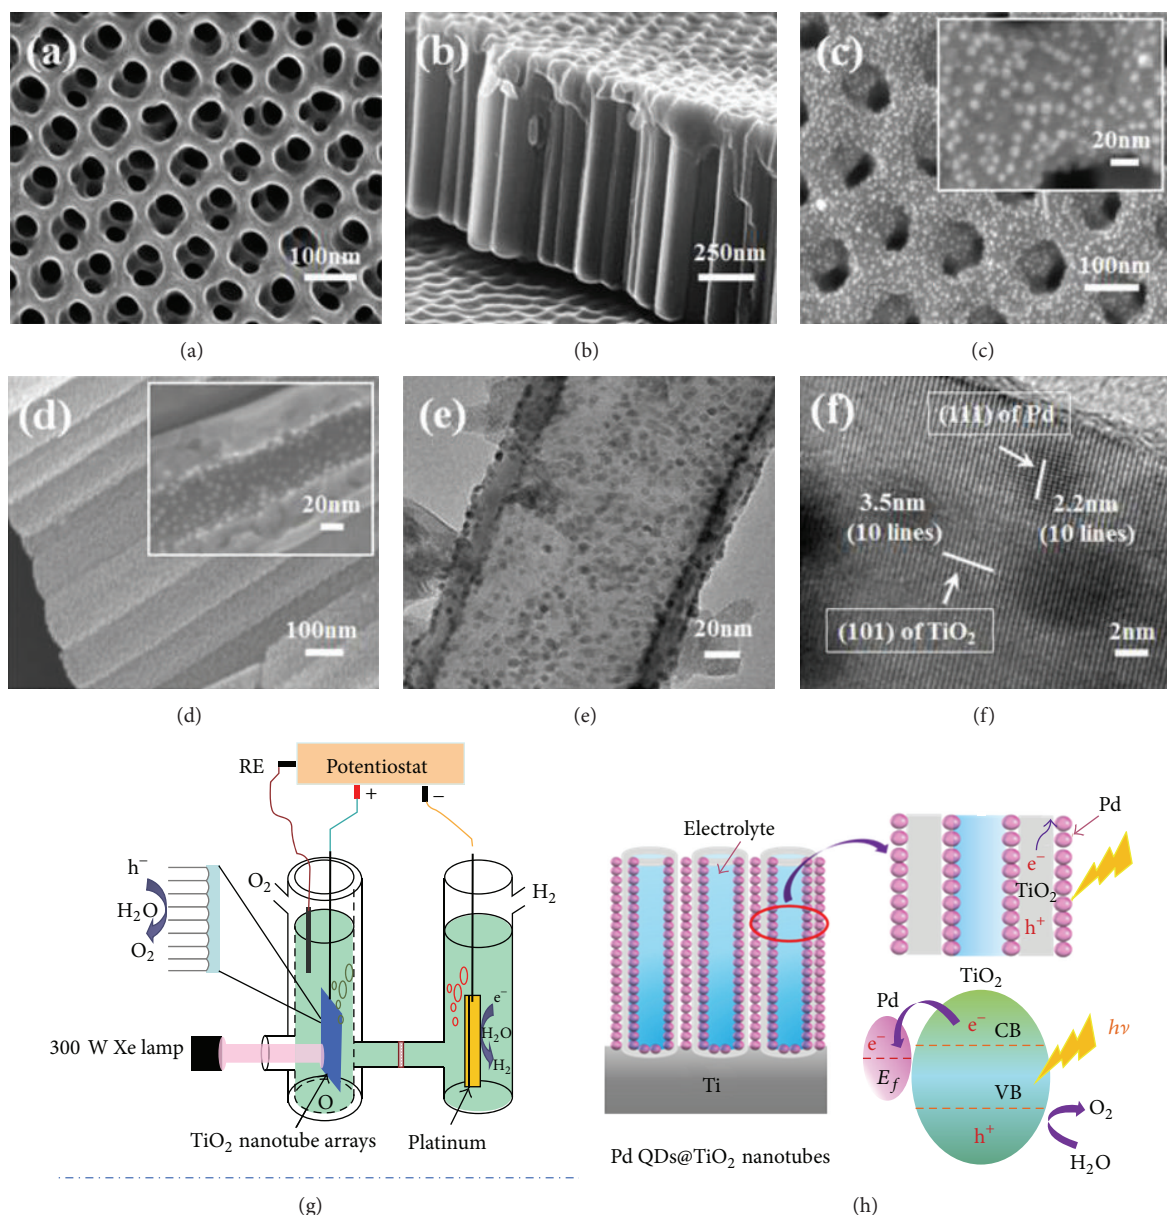 (a)
100nm
(a)
(b)
250nm
(b)
(c)
20nm
100nm
(c)
(d)
20nm
100nm
(d)
(e)
20nm
(e)
(f)
(111) of Pd
3.5nm
(10 lines)
2.2nm
(10 lines)
(101) of TiO₂
2nm
(f)
RE
Potentiostat
+
−
h⁻
H₂O
O₂
O₂
H₂
e⁻
H₂O
H₂
300 W Xe lamp
O
TiO₂ nanotube arrays
Platinum
(g)
Electrolyte
Ti
Pd QDs@TiO₂ nanotubes
Pd
e⁻
TiO₂
h⁺
TiO₂
Pd
e⁻
CB
hν
e⁻
E_f
VB
O₂
h⁺
H₂O
(h)